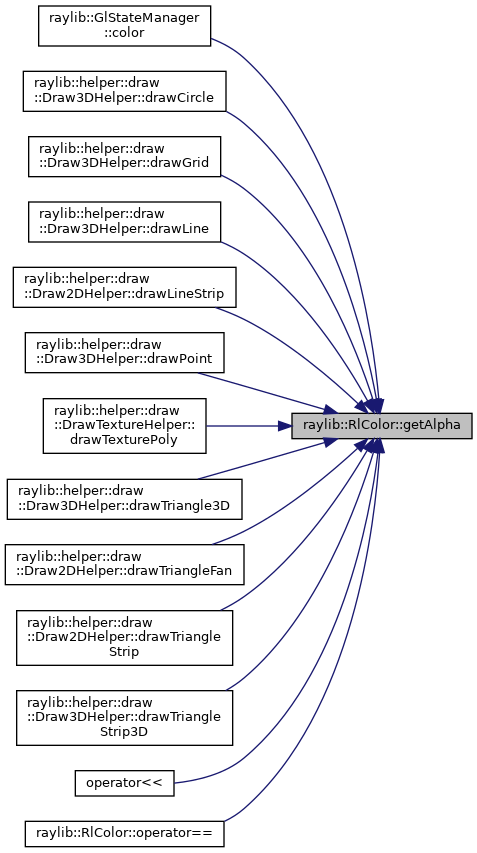 raylib::GlStateManager
::color
raylib::helper::draw
::Draw3DHelper::drawCircle
raylib::helper::draw
::Draw3DHelper::drawGrid
raylib::helper::draw
::Draw3DHelper::drawLine
raylib::helper::draw
::Draw2DHelper::drawLineStrip
raylib::helper::draw
::Draw3DHelper::drawPoint
raylib::helper::draw
::DrawTextureHelper::
drawTexturePoly
raylib::RlColor::getAlpha
raylib::helper::draw
::Draw3DHelper::drawTriangle3D
raylib::helper::draw
::Draw2DHelper::drawTriangleFan
raylib::helper::draw
::Draw2DHelper::drawTriangle
Strip
raylib::helper::draw
::Draw3DHelper::drawTriangle
Strip3D
operator<<
raylib::RlColor::operator==